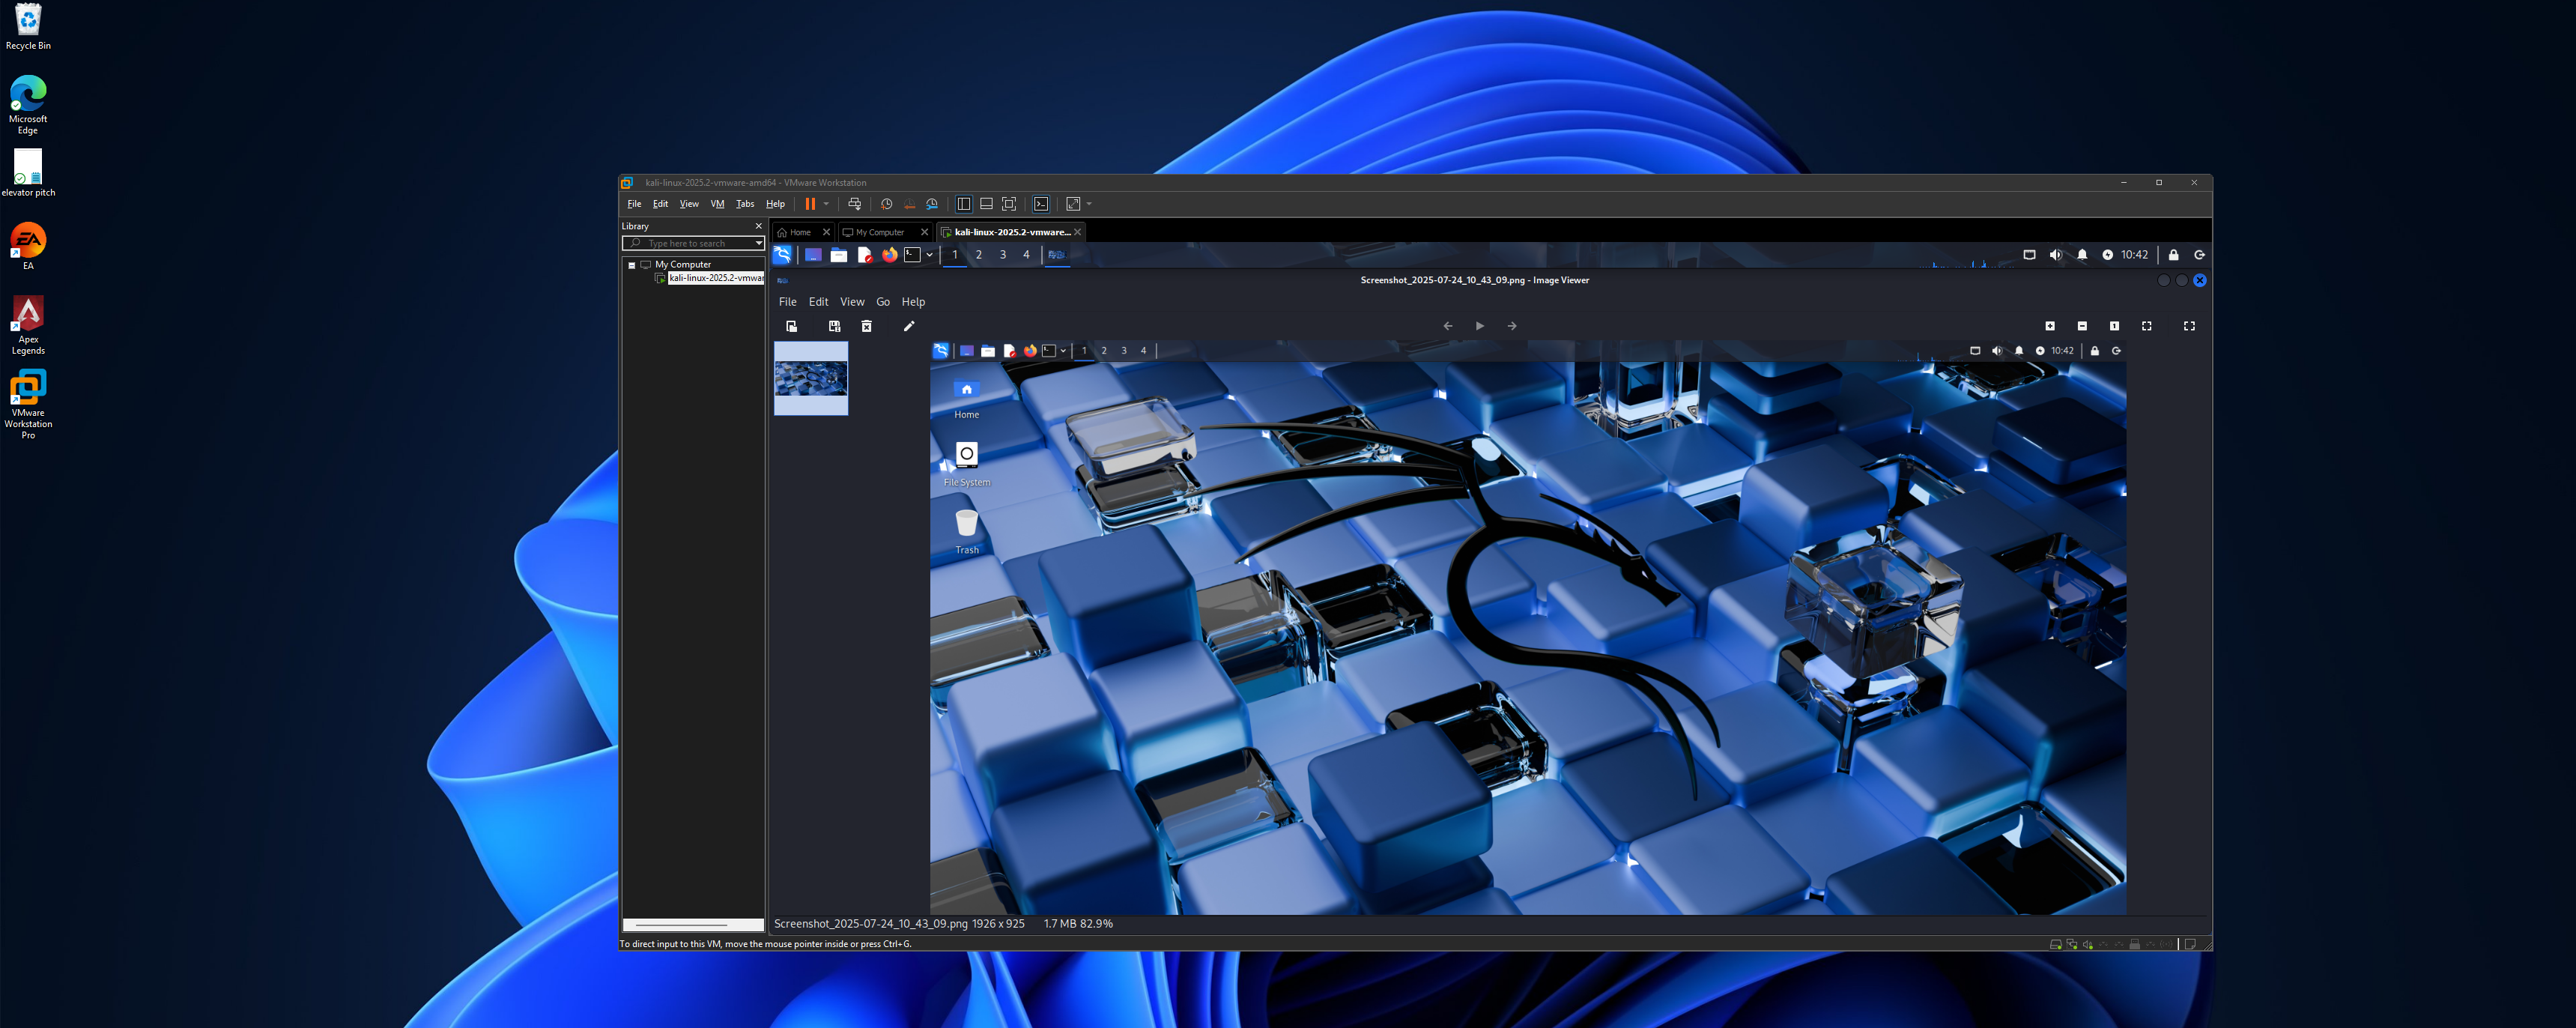 Recycle Bin
Microsoft
Edge
elevator pitch
EA
Apex
Legends
VMware
Workstation
Pro
kali-linux-2025.2-vmware-amd64 - VMware Workstation
File Edit View VM Tabs Help
Library
Type here to search
My Computer
kali-linux-2025.2-vmwar
Home
My Computer
kali-linux-2025.2-vmware...
1 2 3 4
10:42
Screenshot_2025-07-24_10_43_09.png - Image Viewer
File Edit View Go Help
1 2 3 4
10:42
Home
File System
Trash
Screenshot_2025-07-24_10_43_09.png 1926 x 925 1.7 MB 82.9%
To direct input to this VM, move the mouse pointer inside or press Ctrl+G.